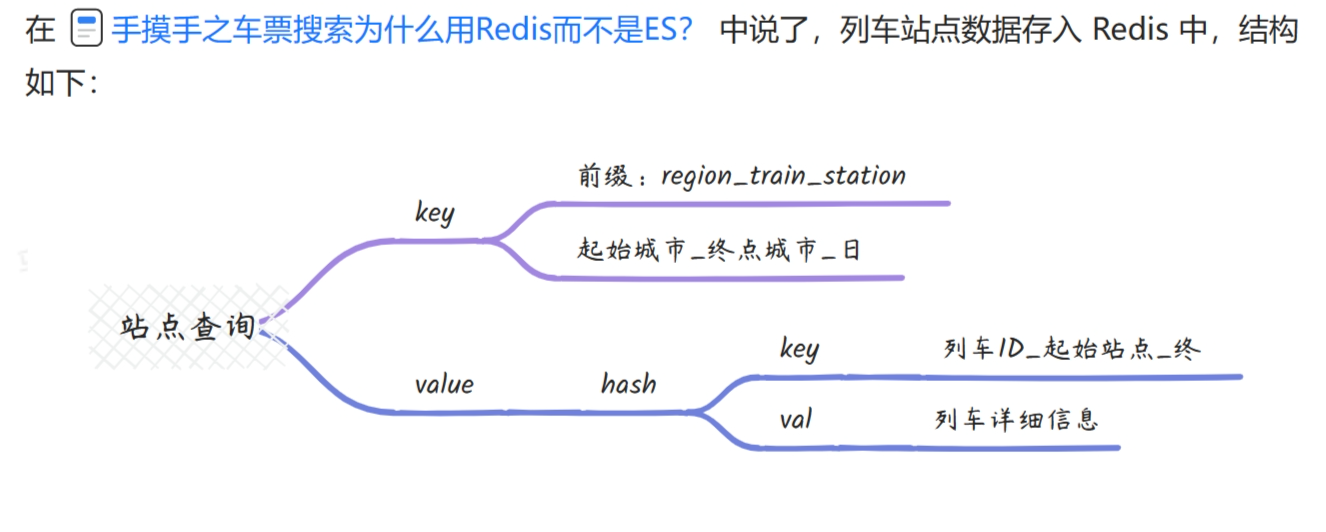 在 手摸手之车票搜索为什么用Redis而不是ES? 中说了，列车站点数据存入 Redis 中，结构
如下：
前缀：region_train_station
key
起始城市_终点城市_日
站点查询
key 列车ID_起始站点_终
value hash
val 列车详细信息